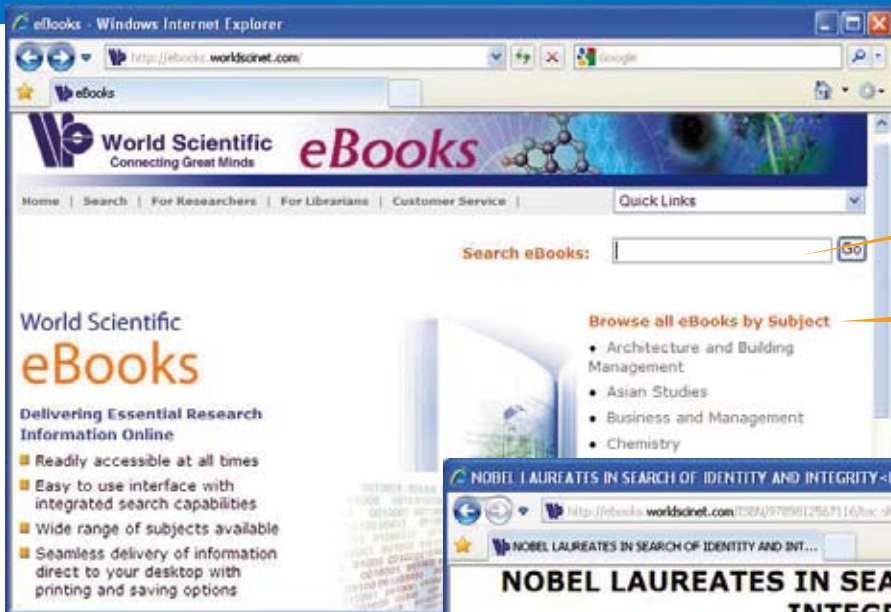 eBooks - Windows Internet Explorer
http://ebooks.worldscinet.com/
Google
eBooks
World Scientific
Connecting Great Minds
eBooks
Home | Search | For Researchers | For Librarians | Customer Service |
Quick Links
Search eBooks:
Go
World Scientific
eBooks
Delivering Essential Research
Information Online
Readily accessible at all times
Easy to use interface with
integrated search capabilities
Wide range of subjects available
Seamless delivery of information
direct to your desktop with
printing and saving options
Browse all eBooks by Subject
• Architecture and Building
Management
• Asian Studies
• Business and Management
• Chemistry
NOBEL LAUREATES IN SEARCH OF IDENTITY AND INTEGRITY
http://ebooks.worldscinet.com/ISBN/9789812567116/toc.
NOBEL LAUREATES IN SEARCH OF IDENTITY AND INT...
NOBEL LAUREATES IN SEA
INTEGR